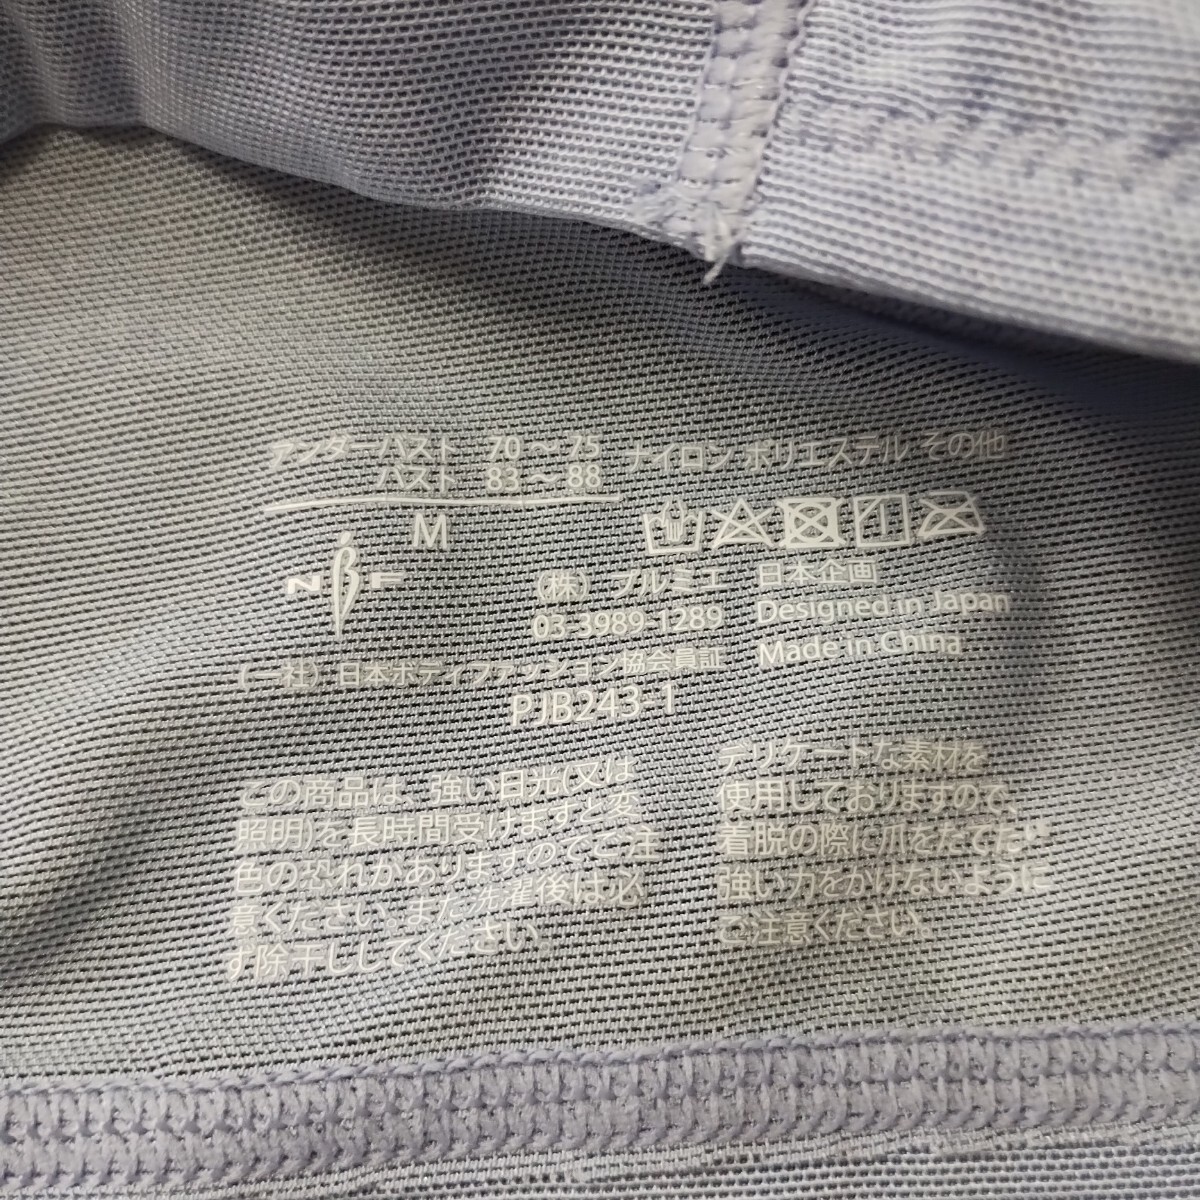 アンダーバスト 70～75
バスト 83～88
M
NBF
ナイロン ポリエステル その他
(株) プルミエ
03-3989-1289
日本企画
Designed in Japan
Made in China
(一社) 日本ボディファッション協会員証
PJB243-1
この商品は、強い日光(又は
照明)を長時間受けますと変
色の恐れがありますのでご注
意ください。また洗濯後は必
ず陰干ししてください。
デリケートな素材を
使用しておりますので、
着脱の際に爪をたてたり
強い力をかけないように
ご注意ください。